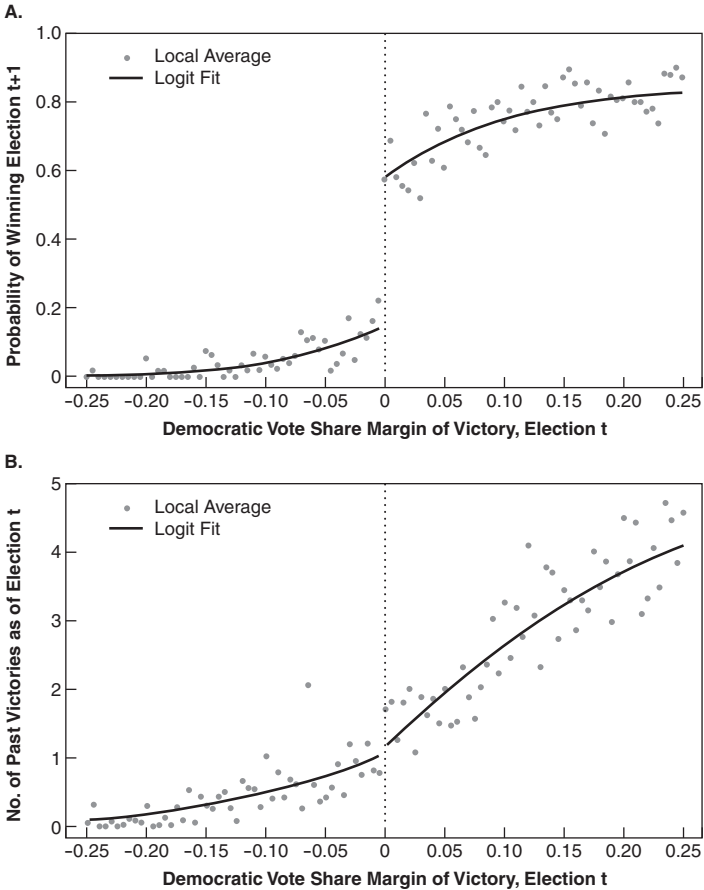 A.
Probability of Winning Election t+1
1.0
0.8
0.6
0.4
0.2
0
Local Average
Logit Fit
−0.25 −0.20 −0.15 −0.10 −0.05 0 0.05 0.10 0.15 0.20 0.25
Democratic Vote Share Margin of Victory, Election t
B.
No. of Past Victories as of Election t
5
4
3
2
1
0
Local Average
Logit Fit
−0.25 −0.20 −0.15 −0.10 −0.05 0 0.05 0.10 0.15 0.20 0.25
Democratic Vote Share Margin of Victory, Election t